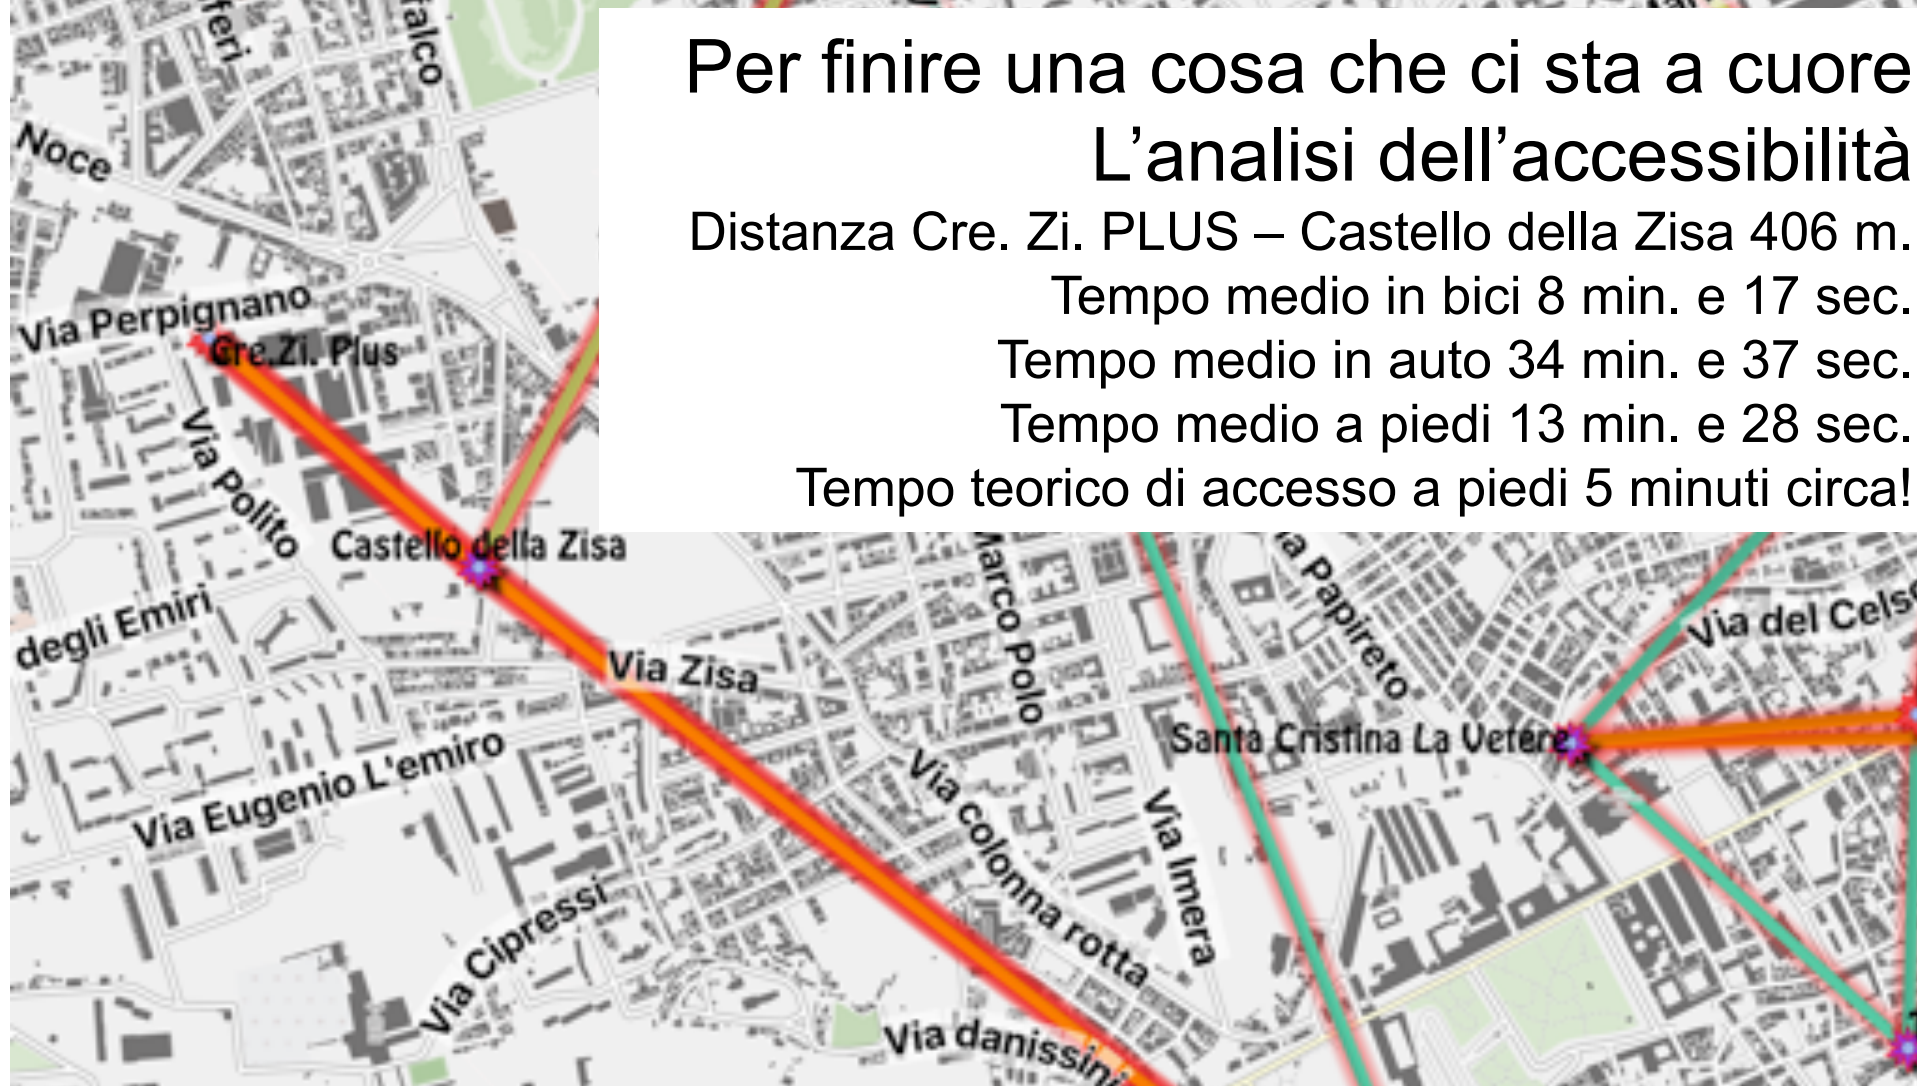 Per finire una cosa che ci sta a cuore
L’analisi dell’accessibilità
Distanza Cre. Zi. PLUS – Castello della Zisa 406 m.
Tempo medio in bici 8 min. e 17 sec.
Tempo medio in auto 34 min. e 37 sec.
Tempo medio a piedi 13 min. e 28 sec.
Tempo teorico di accesso a piedi 5 minuti circa!
Noce
Via Perpignano
Cre.Zi. Plus
Via Polito
Castello della Zisa
degli Emiri
Via Zisa
Marco Polo
Papireto
Via del Celso
Santa Cristina La Vetere
Via Eugenio L'emiro
Via colonna rotta
Via Imera
Via Cipressi
Via danissini